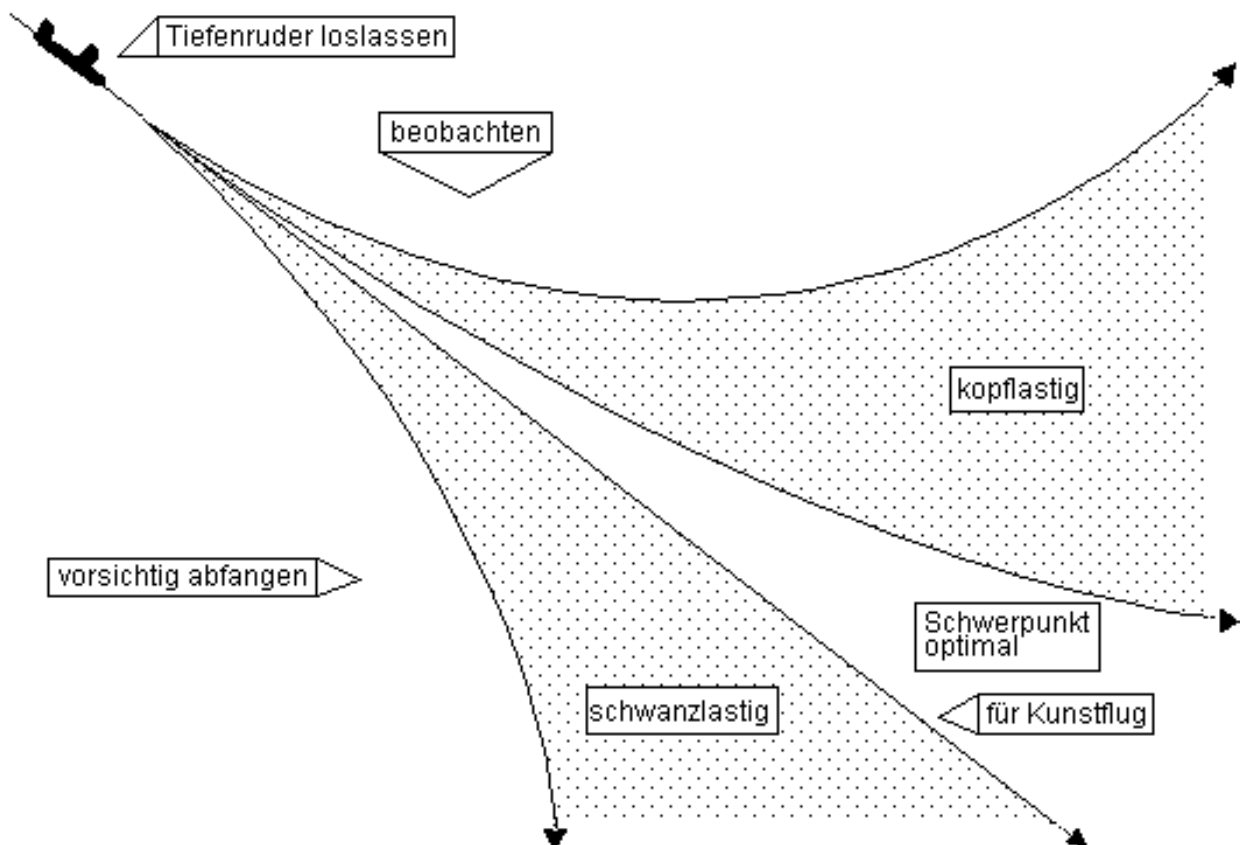 Tiefenruder loslassen
beobachten
kopflastig
vorsichtig abfangen
Schwerpunkt
optimal
schwanzlastig
für Kunstflug